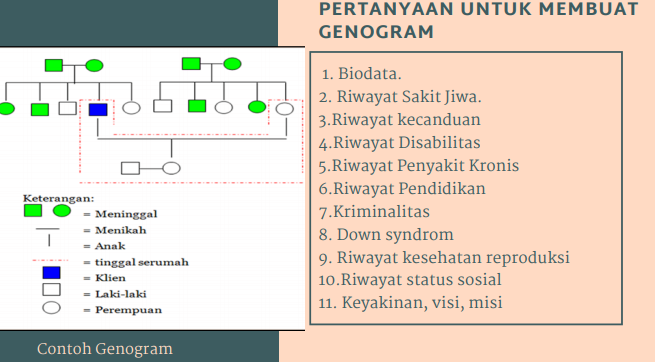 PERTANYAAN UNTUK MEMBUAT
GENOGRAM
1. Biodata.
2. Riwayat Sakit Jiwa.
3.Riwayat kecanduan
4.Riwayat Disabilitas
5.Riwayat Penyakit Kronis
6.Riwayat Pendidikan
7.Kriminalitas
8. Down syndrom
9. Riwayat kesehatan reproduksi
10.Riwayat status sosial
11. Keyakinan, visi, misi
Keterangan:
= Meninggal
= Menikah
= Anak
= tinggal serumah
= Klien
= Laki-laki
= Perempuan
Contoh Genogram